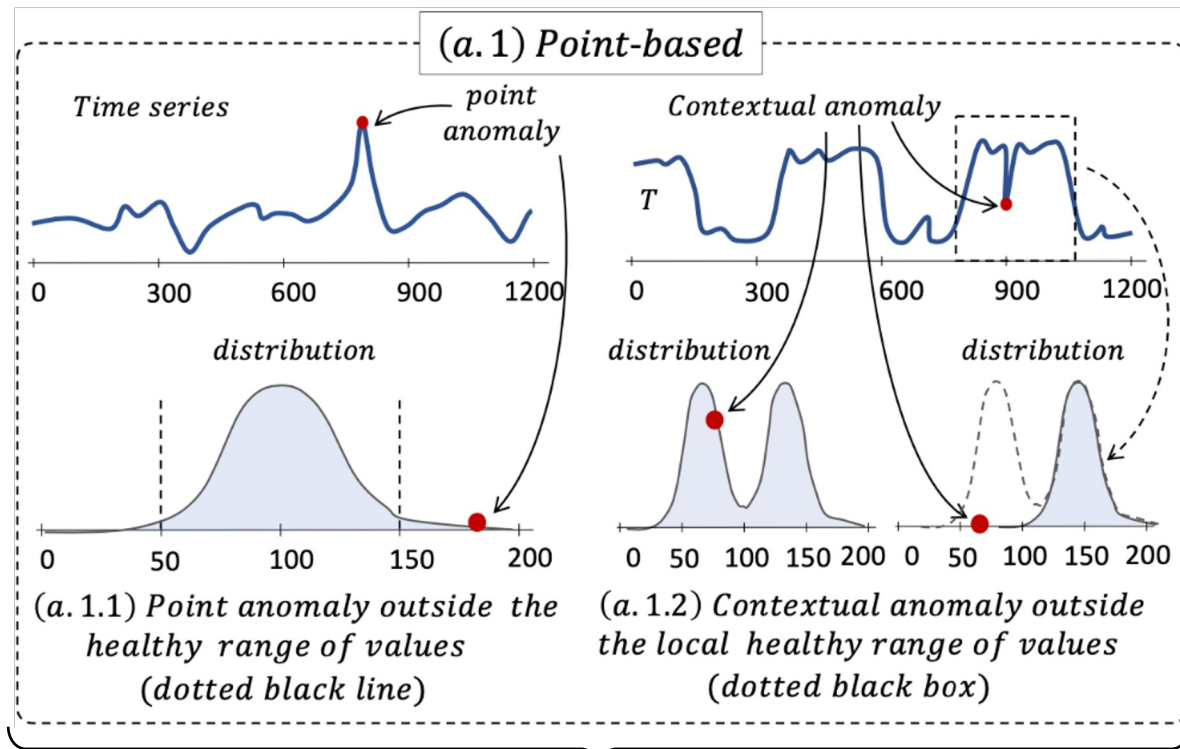 (a.1) Point-based
Time series
point
anomaly
0 300 600 900 1200
distribution
0 50 100 150 200
(a.1.1) Point anomaly outside the
healthy range of values
(dotted black line)
Contextual anomaly
T
0 300 600 900 1200
distribution
distribution
0 50 100 150 200
0 50 100 150 200
(a.1.2) Contextual anomaly outside
the local healthy range of values
(dotted black box)